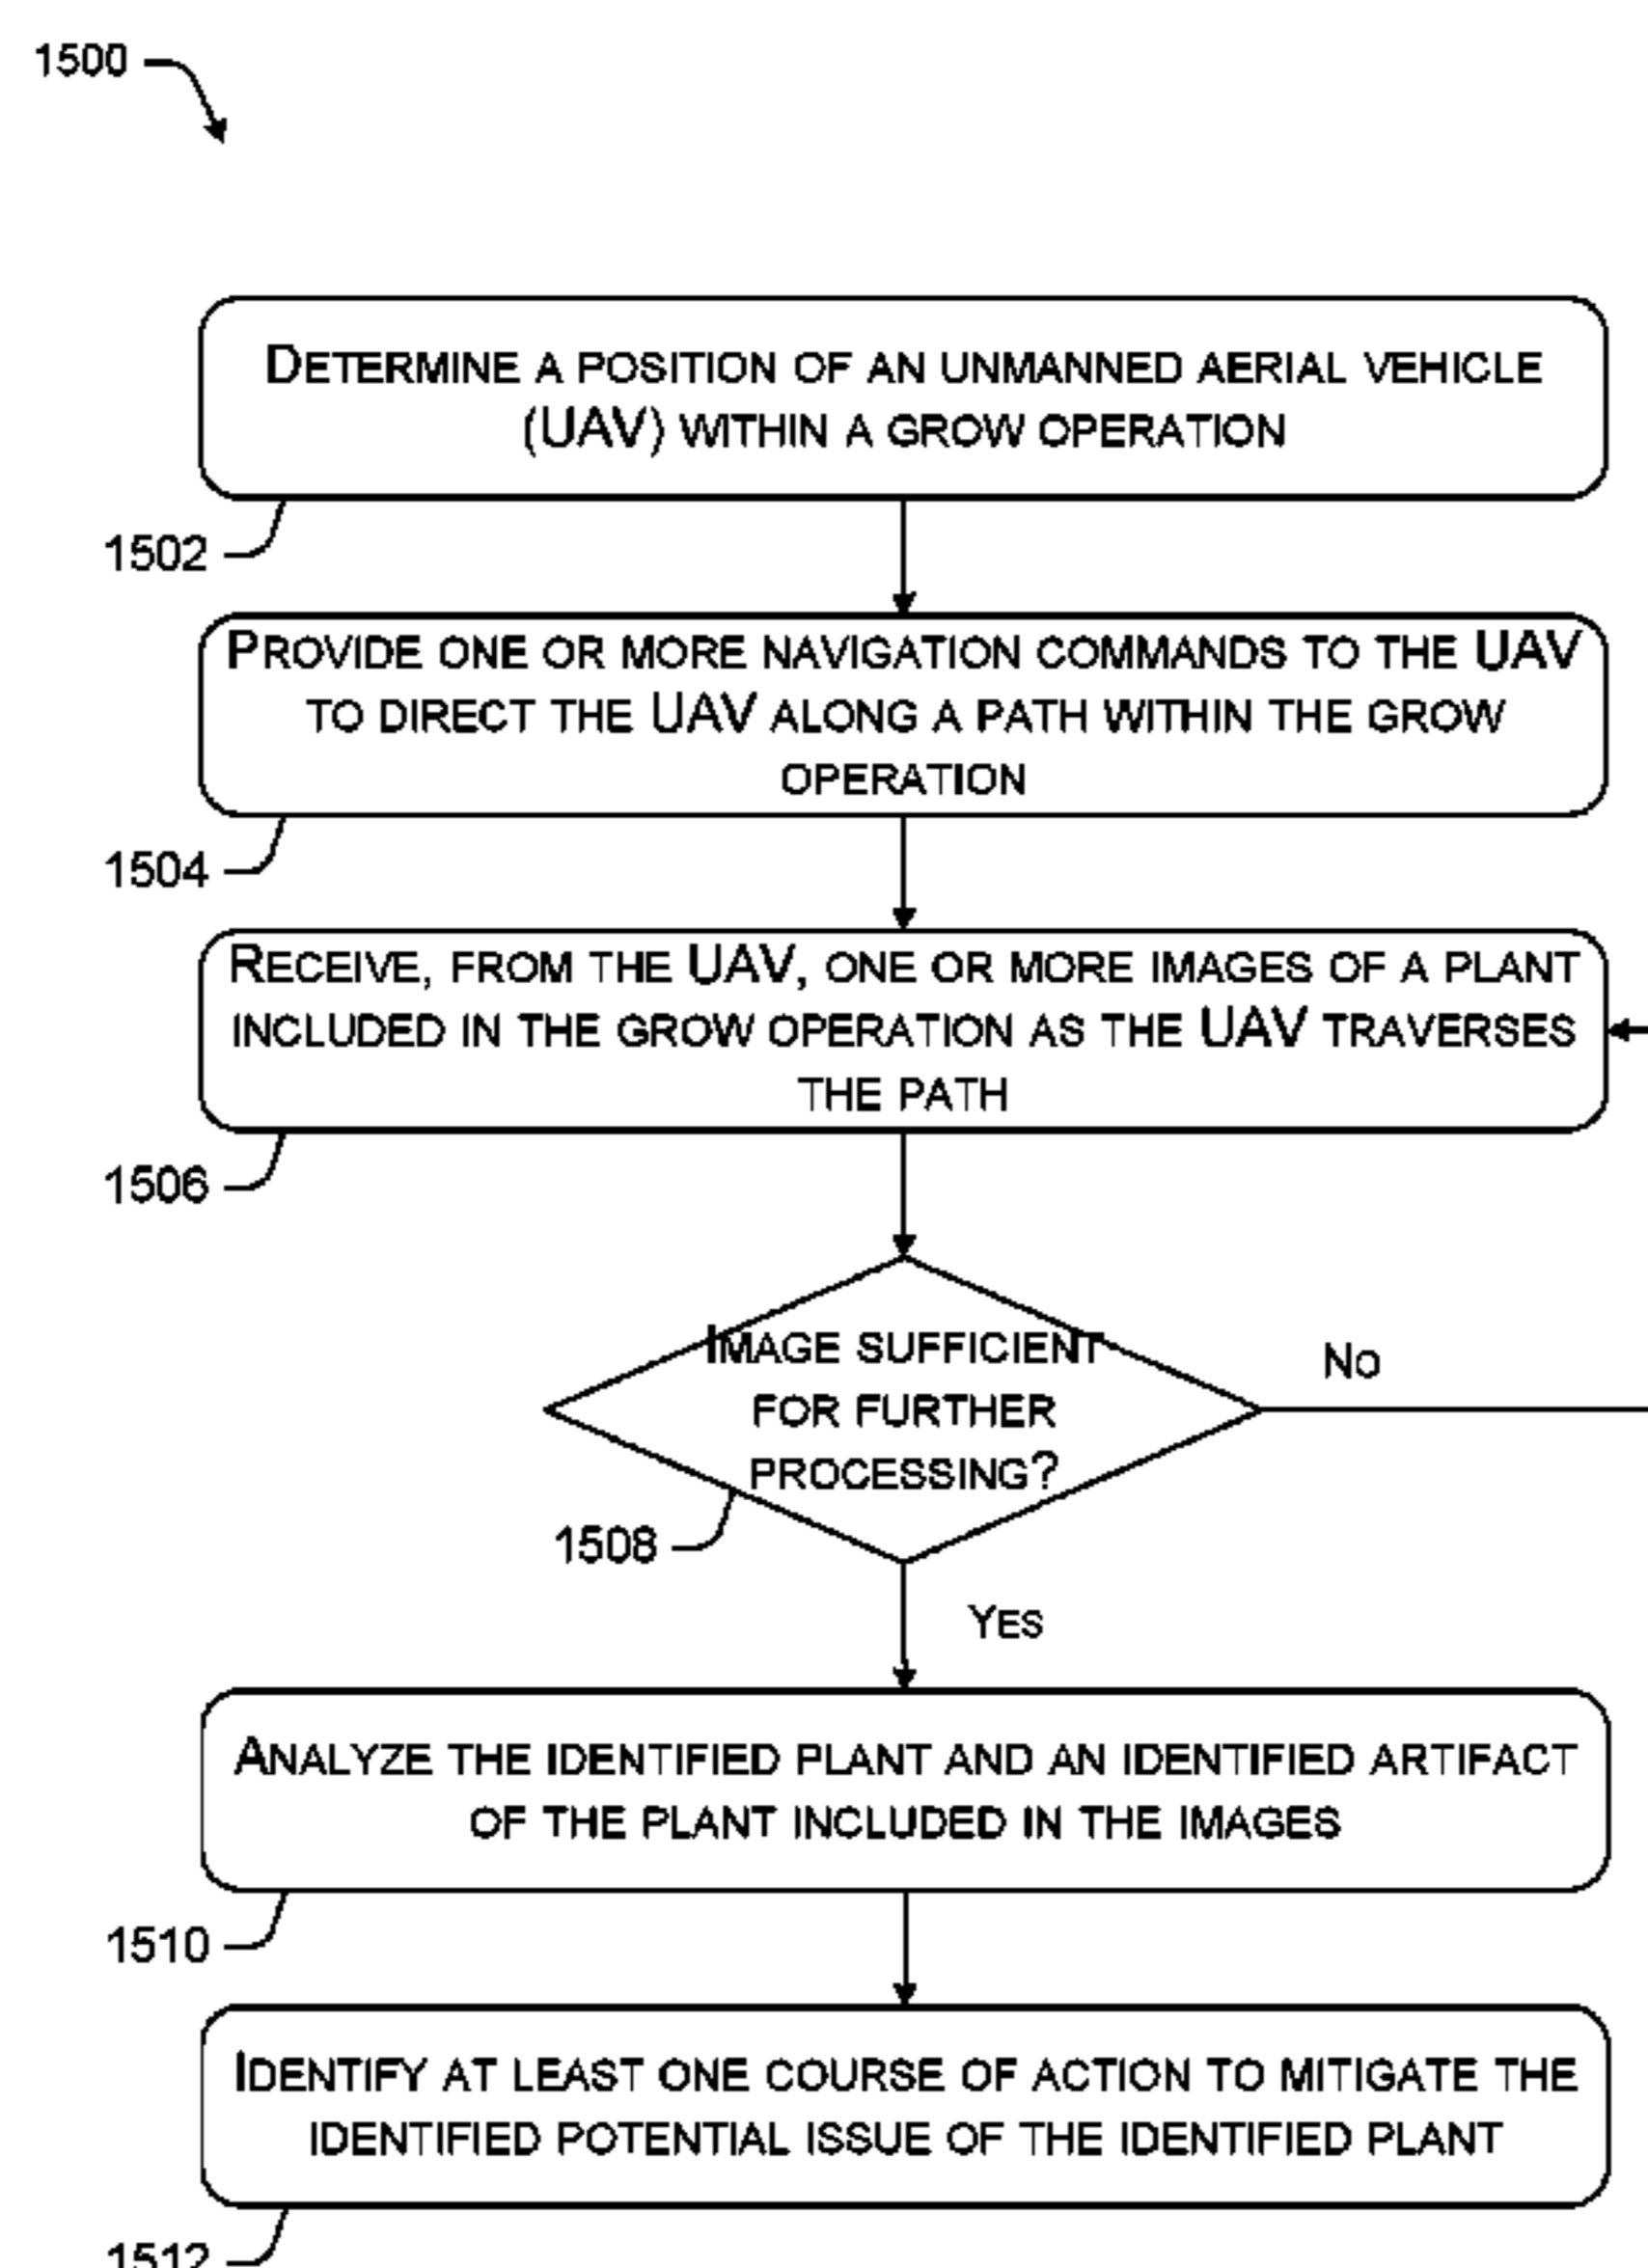 1500
DETERMINE A POSITION OF AN UNMANNED AERIAL VEHICLE
(UAV) WITHIN A GROW OPERATION
1502
PROVIDE ONE OR MORE NAVIGATION COMMANDS TO THE UAV
TO DIRECT THE UAV ALONG A PATH WITHIN THE GROW
OPERATION
1504
RECEIVE, FROM THE UAV, ONE OR MORE IMAGES OF A PLANT
INCLUDED IN THE GROW OPERATION AS THE UAV TRAVERSES
THE PATH
1506
IMAGE SUFFICIENT
FOR FURTHER
PROCESSING?
NO
1508
YES
ANALYZE THE IDENTIFIED PLANT AND AN IDENTIFIED ARTIFACT
OF THE PLANT INCLUDED IN THE IMAGES
1510
IDENTIFY AT LEAST ONE COURSE OF ACTION TO MITIGATE THE
IDENTIFIED POTENTIAL ISSUE OF THE IDENTIFIED PLANT
1512